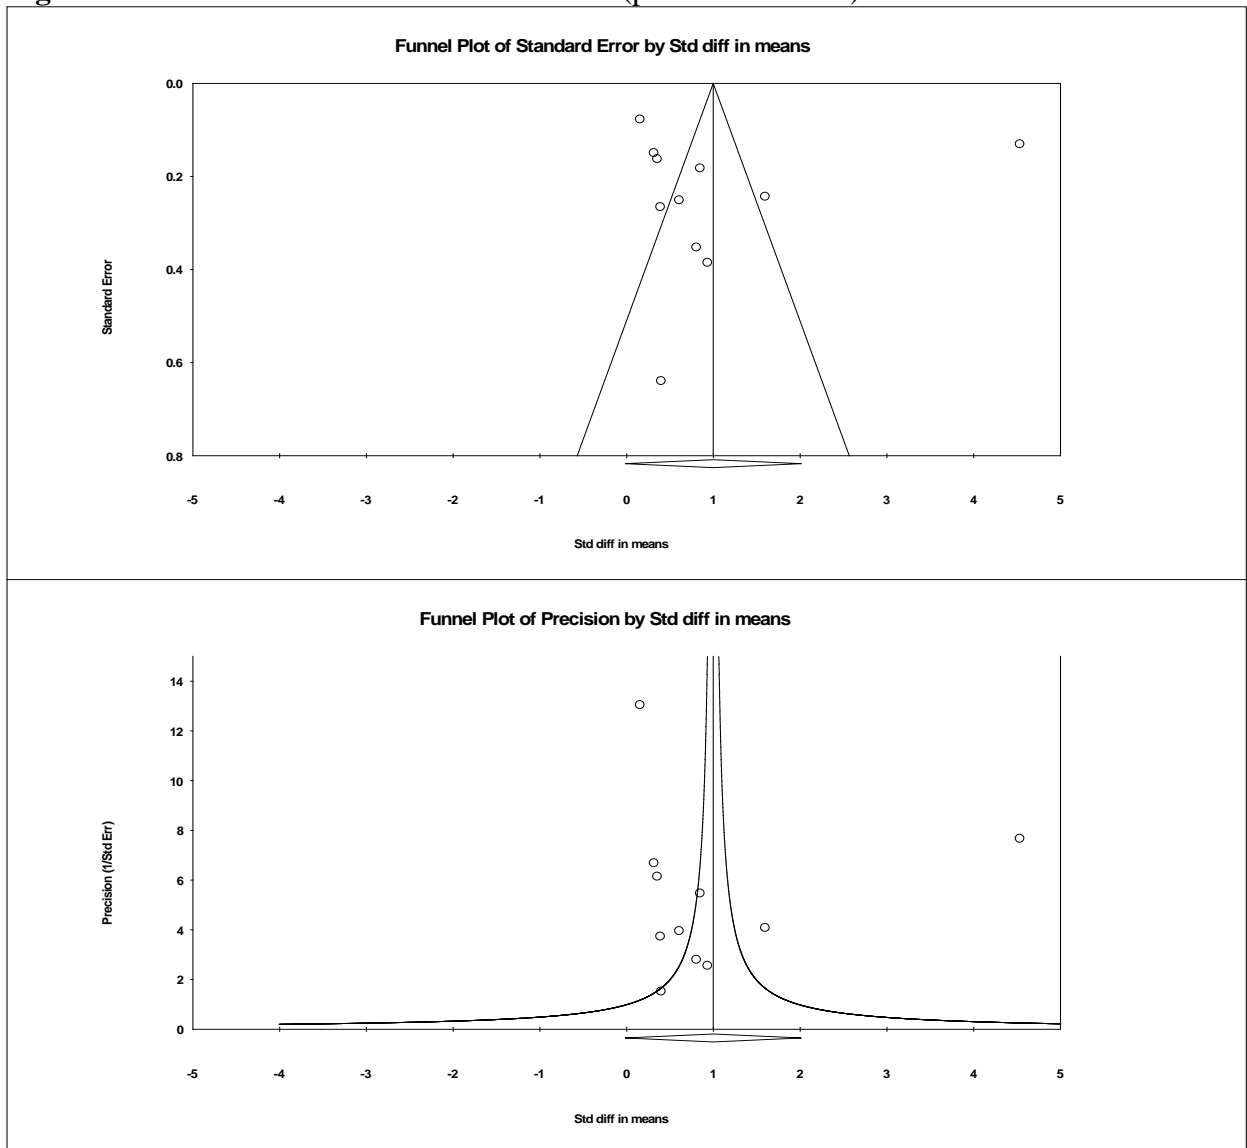 Funnel Plot of Standard Error by Std diff in means
0.0
0.2
0.4
0.6
0.8
Standard Error
-5 -4 -3 -2 -1 0 1 2 3 4 5
Std diff in means
Funnel Plot of Precision by Std diff in means
14
12
10
8
6
4
2
0
Precision (1/Std Err)
-5 -4 -3 -2 -1 0 1 2 3 4 5
Std diff in means